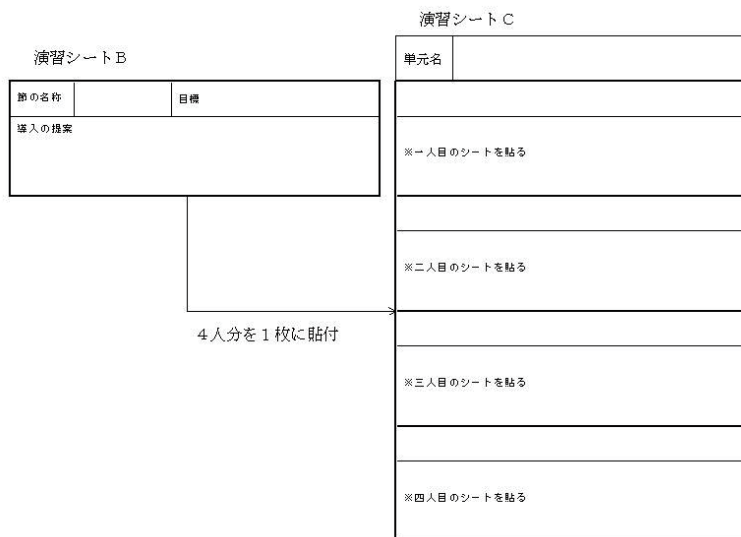 演習シートC
演習シートB
単元名
節の名称
目標
導入の提案
※一人目のシートを貼る
※二人目のシートを貼る
4人分を1枚に貼付
※三人目のシートを貼る
※四人目のシートを貼る